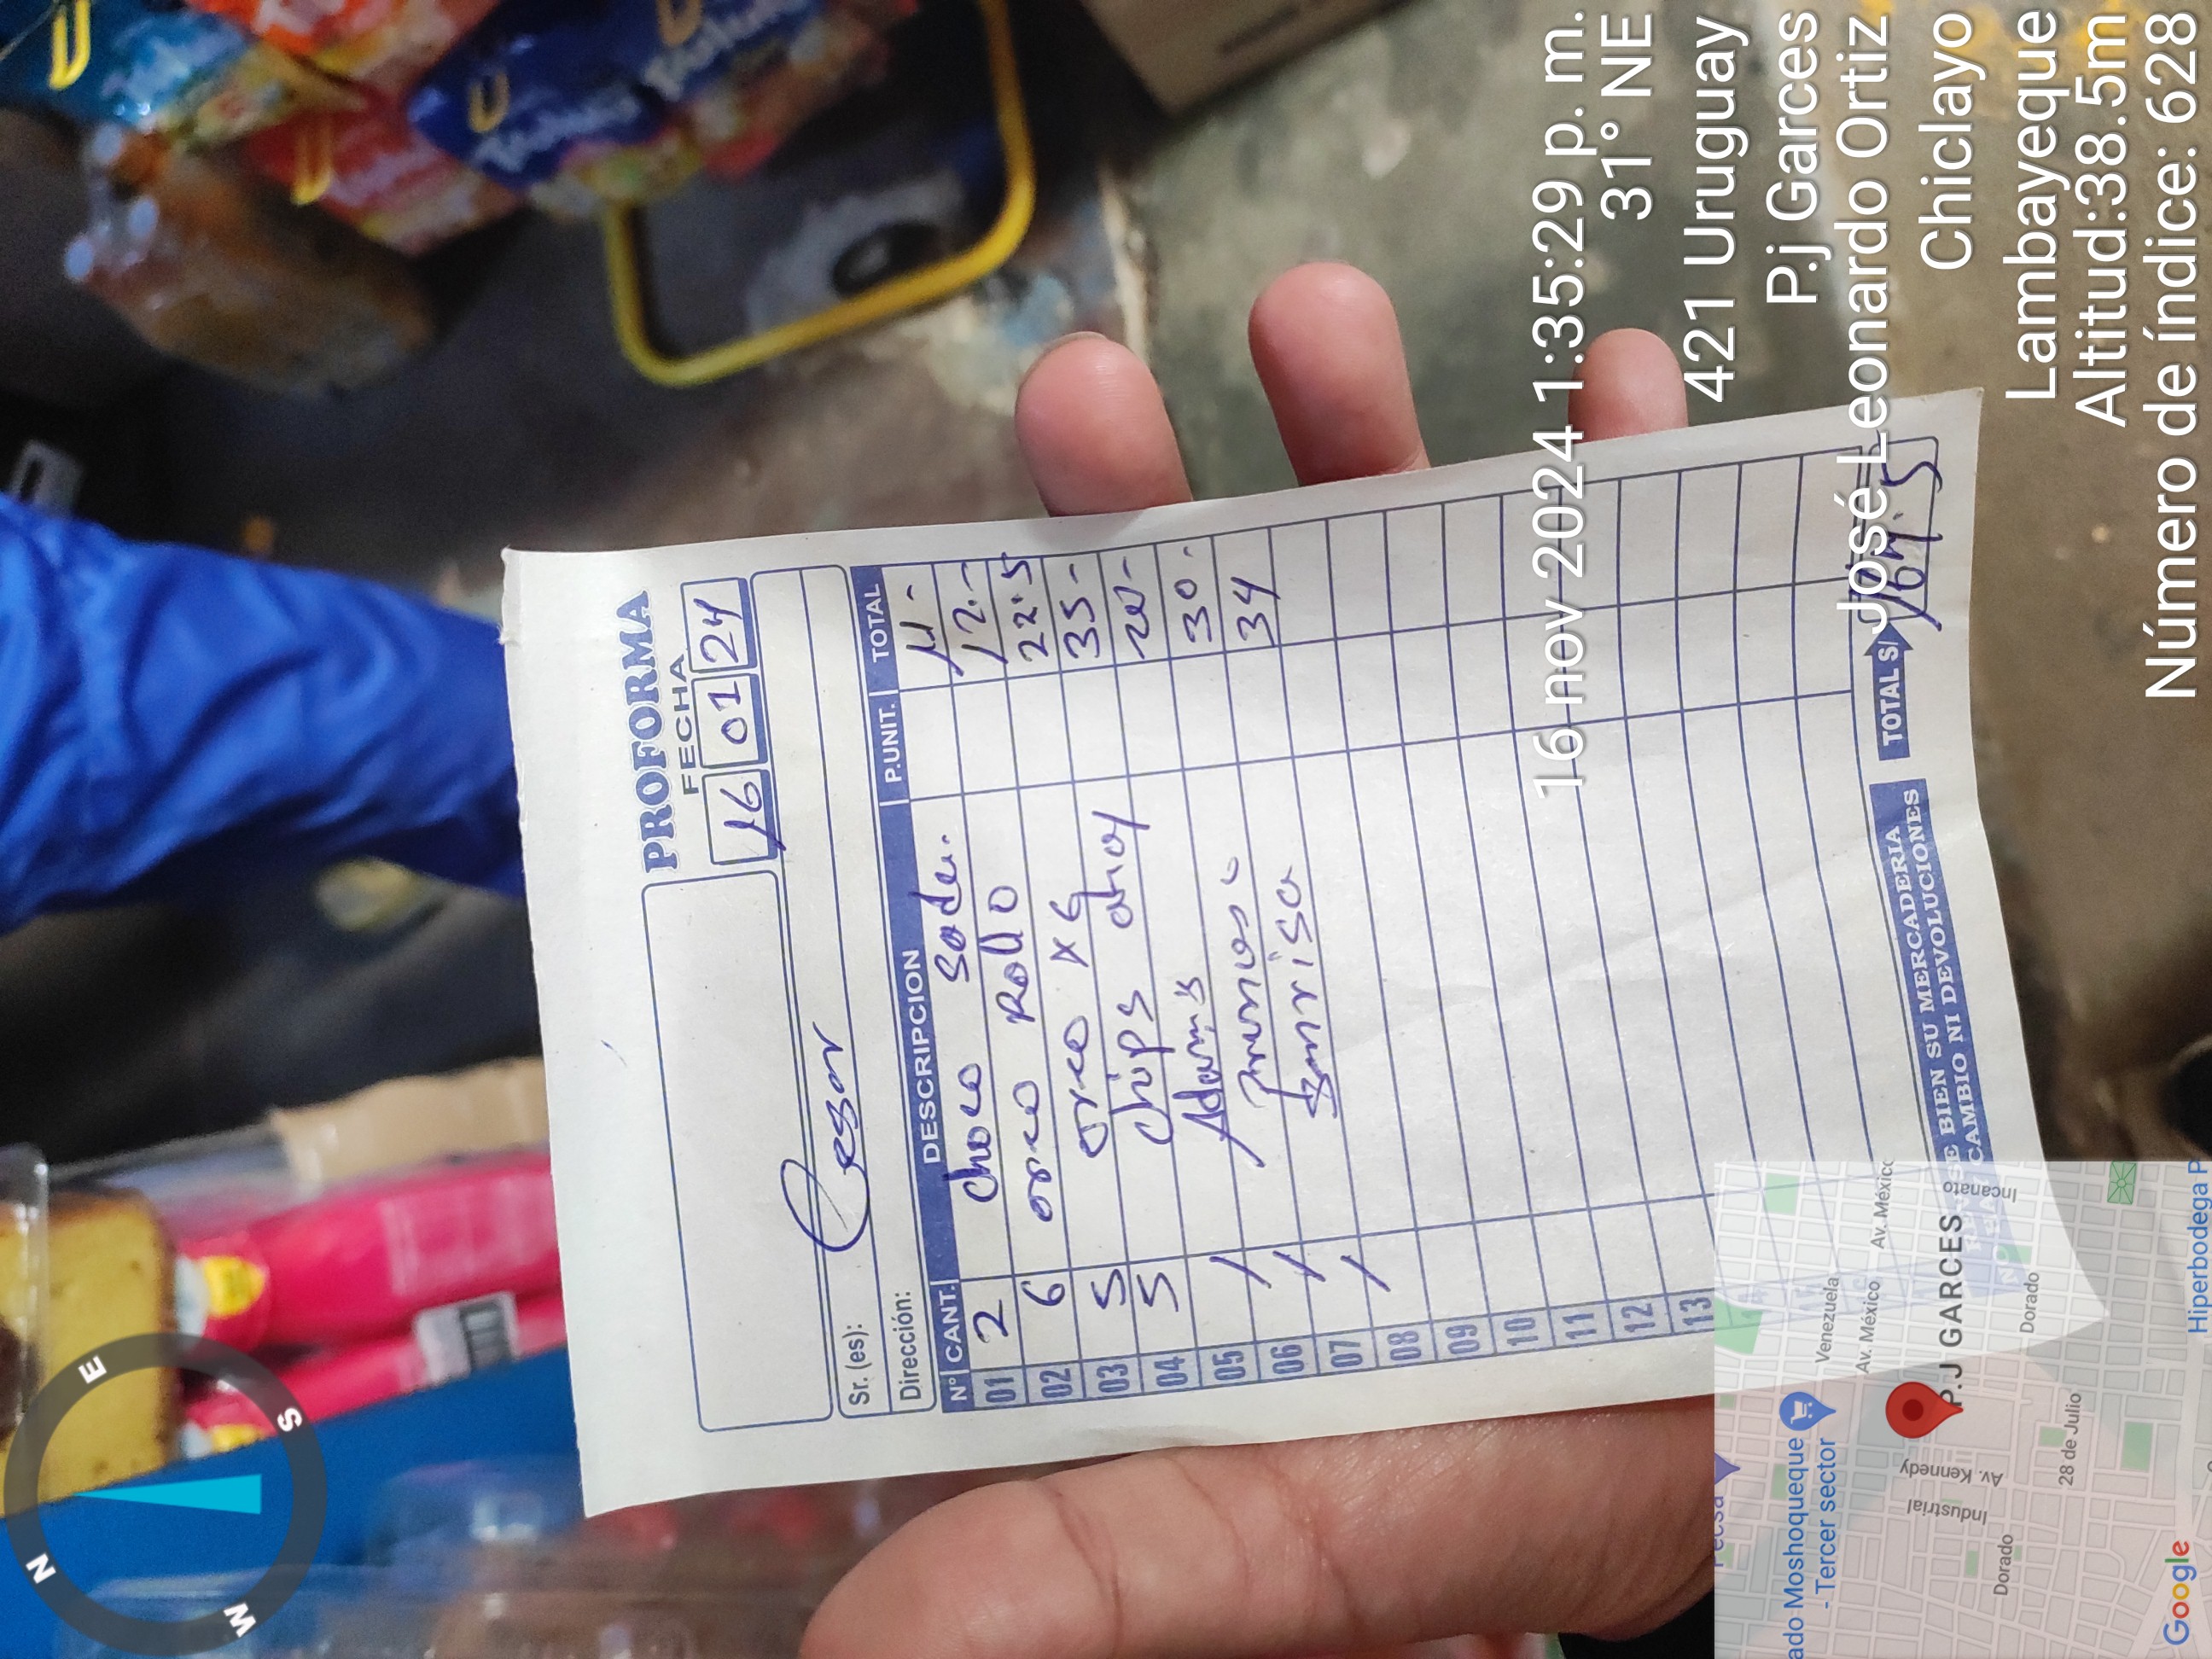 N
E
W
S
PROFORMA
FECHA
16 01 24
Sr. (es): Cesar
Dirección:
N° CANT. DESCRIPCION P.UNIT. TOTAL
01 2 choco soda. 11-
02 6 oreo Rollo 12.-
03 5 oreo x6 22.5
04 5 chips ahoy 35-
05 1 Adams 20-
06 1 30-
07 1 Sonrisa 34
08
09
10
11
12
13
BIEN SU MERCADERIA
NO HAY CAMBIO NI DEVOLUCIONES
TOTAL S/ 164.5
16 nov 2024 1:35:29 p. m.
31° NE
421 Uruguay
P.j Garces
José Leonardo Ortiz
Chiclayo
Lambayeque
Altitud:38.5m
Número de índice: 628
Pecsa
ado Moshoqueque
- Tercer sector
Venezuela
Av. México
Av. México
Industrial
Av. Kennedy
P.J GARCES
Incanato
Dorado
Dorado
28 de Julio
Google
Hiperbodega P